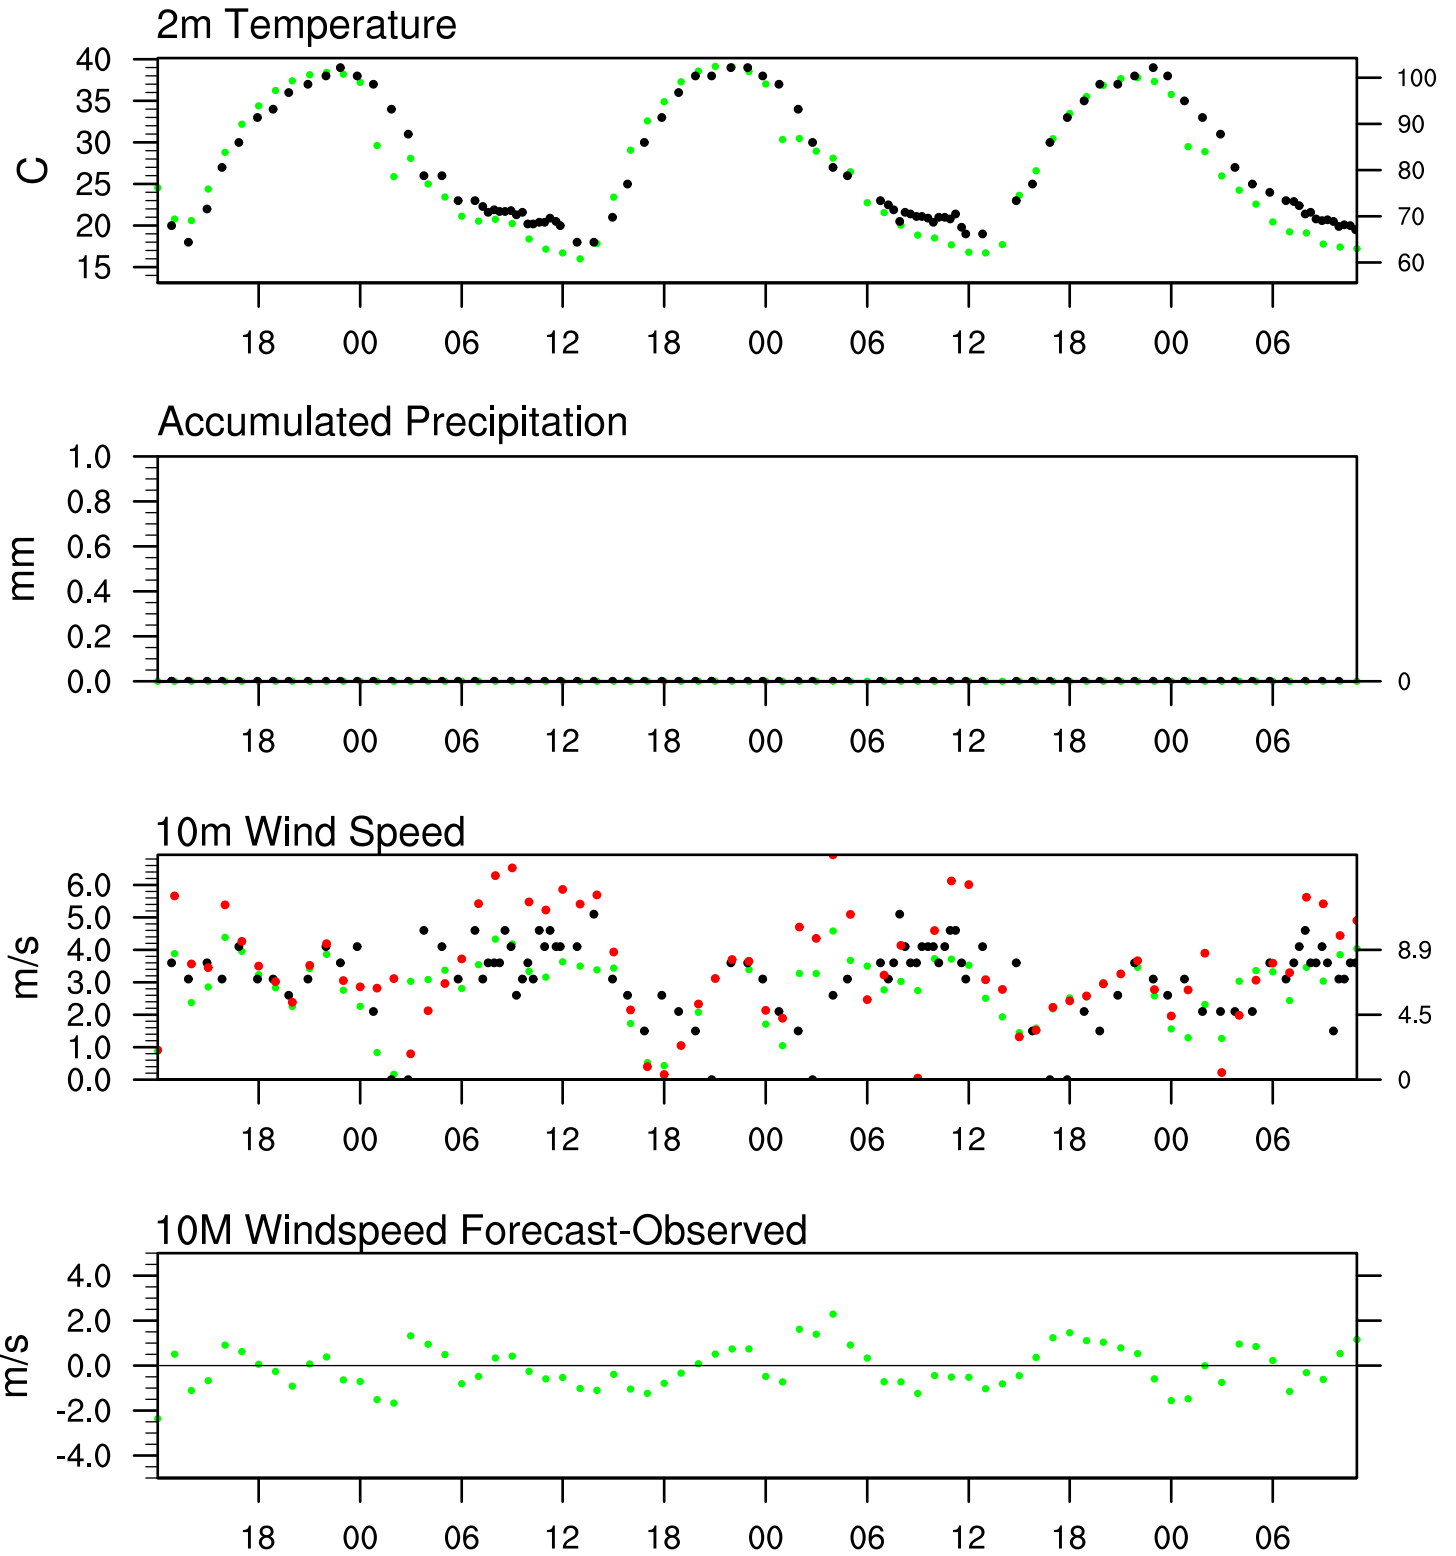 2m Temperature
40
35
30
25
20
15
C
100
90
80
70
60
18 00 06 12 18 00 06 12 18 00 06
Accumulated Precipitation
1.0
0.8
0.6
0.4
0.2
0.0
mm
0
18 00 06 12 18 00 06 12 18 00 06
10m Wind Speed
6.0
5.0
4.0
3.0
2.0
1.0
0.0
m/s
8.9
4.5
0
18 00 06 12 18 00 06 12 18 00 06
10M Windspeed Forecast-Observed
4.0
2.0
0.0
-2.0
-4.0
m/s
18 00 06 12 18 00 06 12 18 00 06